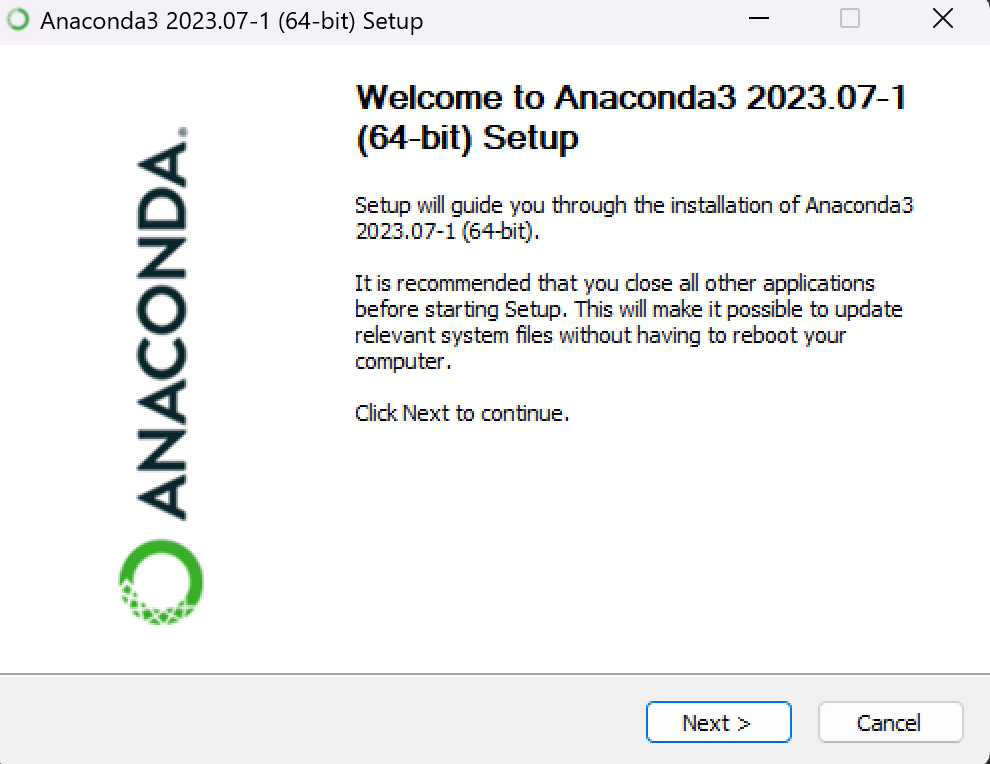 Anaconda3 2023.07-1 (64-bit) Setup
Welcome to Anaconda3 2023.07-1
(64-bit) Setup
Setup will guide you through the installation of Anaconda3
2023.07-1 (64-bit).
It is recommended that you close all other applications
before starting Setup. This will make it possible to update
relevant system files without having to reboot your
computer.
Click Next to continue.
ANACONDA.
Next >
Cancel